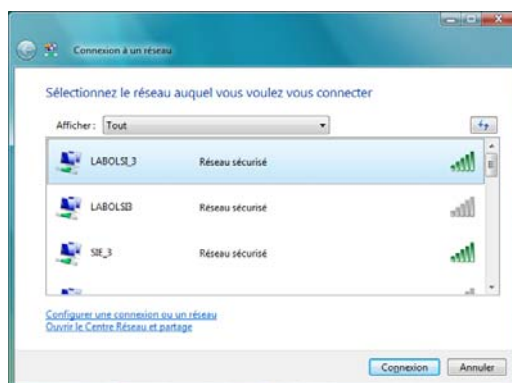 Connexion à un réseau
Sélectionnez le réseau auquel vous voulez vous connecter
Afficher : Tout
LABOLSI_3 Réseau sécurisé
LABOLSI3 Réseau sécurisé
SIE_3 Réseau sécurisé
Configurer une connexion ou un réseau
Ouvrir le Centre Réseau et partage
Connexion Annuler